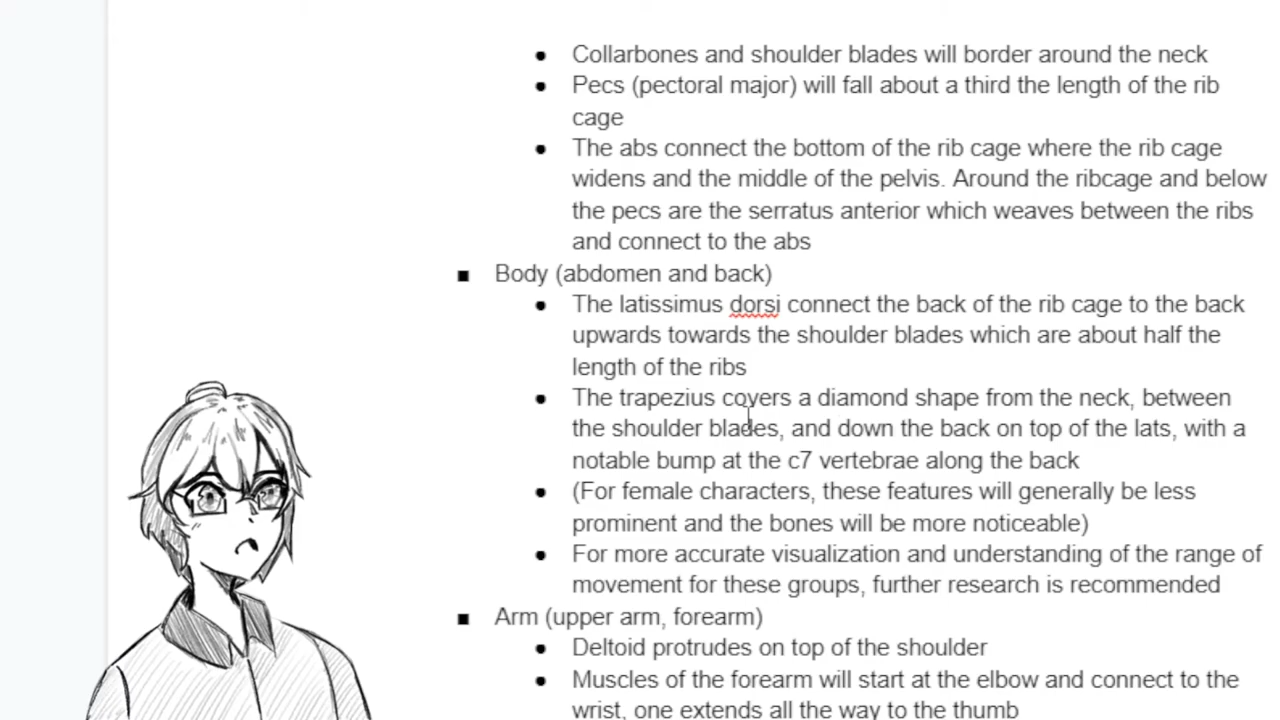 ● Collarbones and shoulder blades will border around the neck
● Pecs (pectoral major) will fall about a third the length of the rib
cage
● The abs connect the bottom of the rib cage where the rib cage
widens and the middle of the pelvis. Around the ribcage and below
the pecs are the serratus anterior which weaves between the ribs
and connect to the abs
■ Body (abdomen and back)
● The latissimus dorsi connect the back of the rib cage to the back
upwards towards the shoulder blades which are about half the
length of the ribs
● The trapezius covers a diamond shape from the neck, between
the shoulder blades, and down the back on top of the lats, with a
notable bump at the c7 vertebrae along the back
● (For female characters, these features will generally be less
prominent and the bones will be more noticeable)
● For more accurate visualization and understanding of the range of
movement for these groups, further research is recommended
■ Arm (upper arm, forearm)
● Deltoid protrudes on top of the shoulder
● Muscles of the forearm will start at the elbow and connect to the
wrist, one extends all the way to the thumb